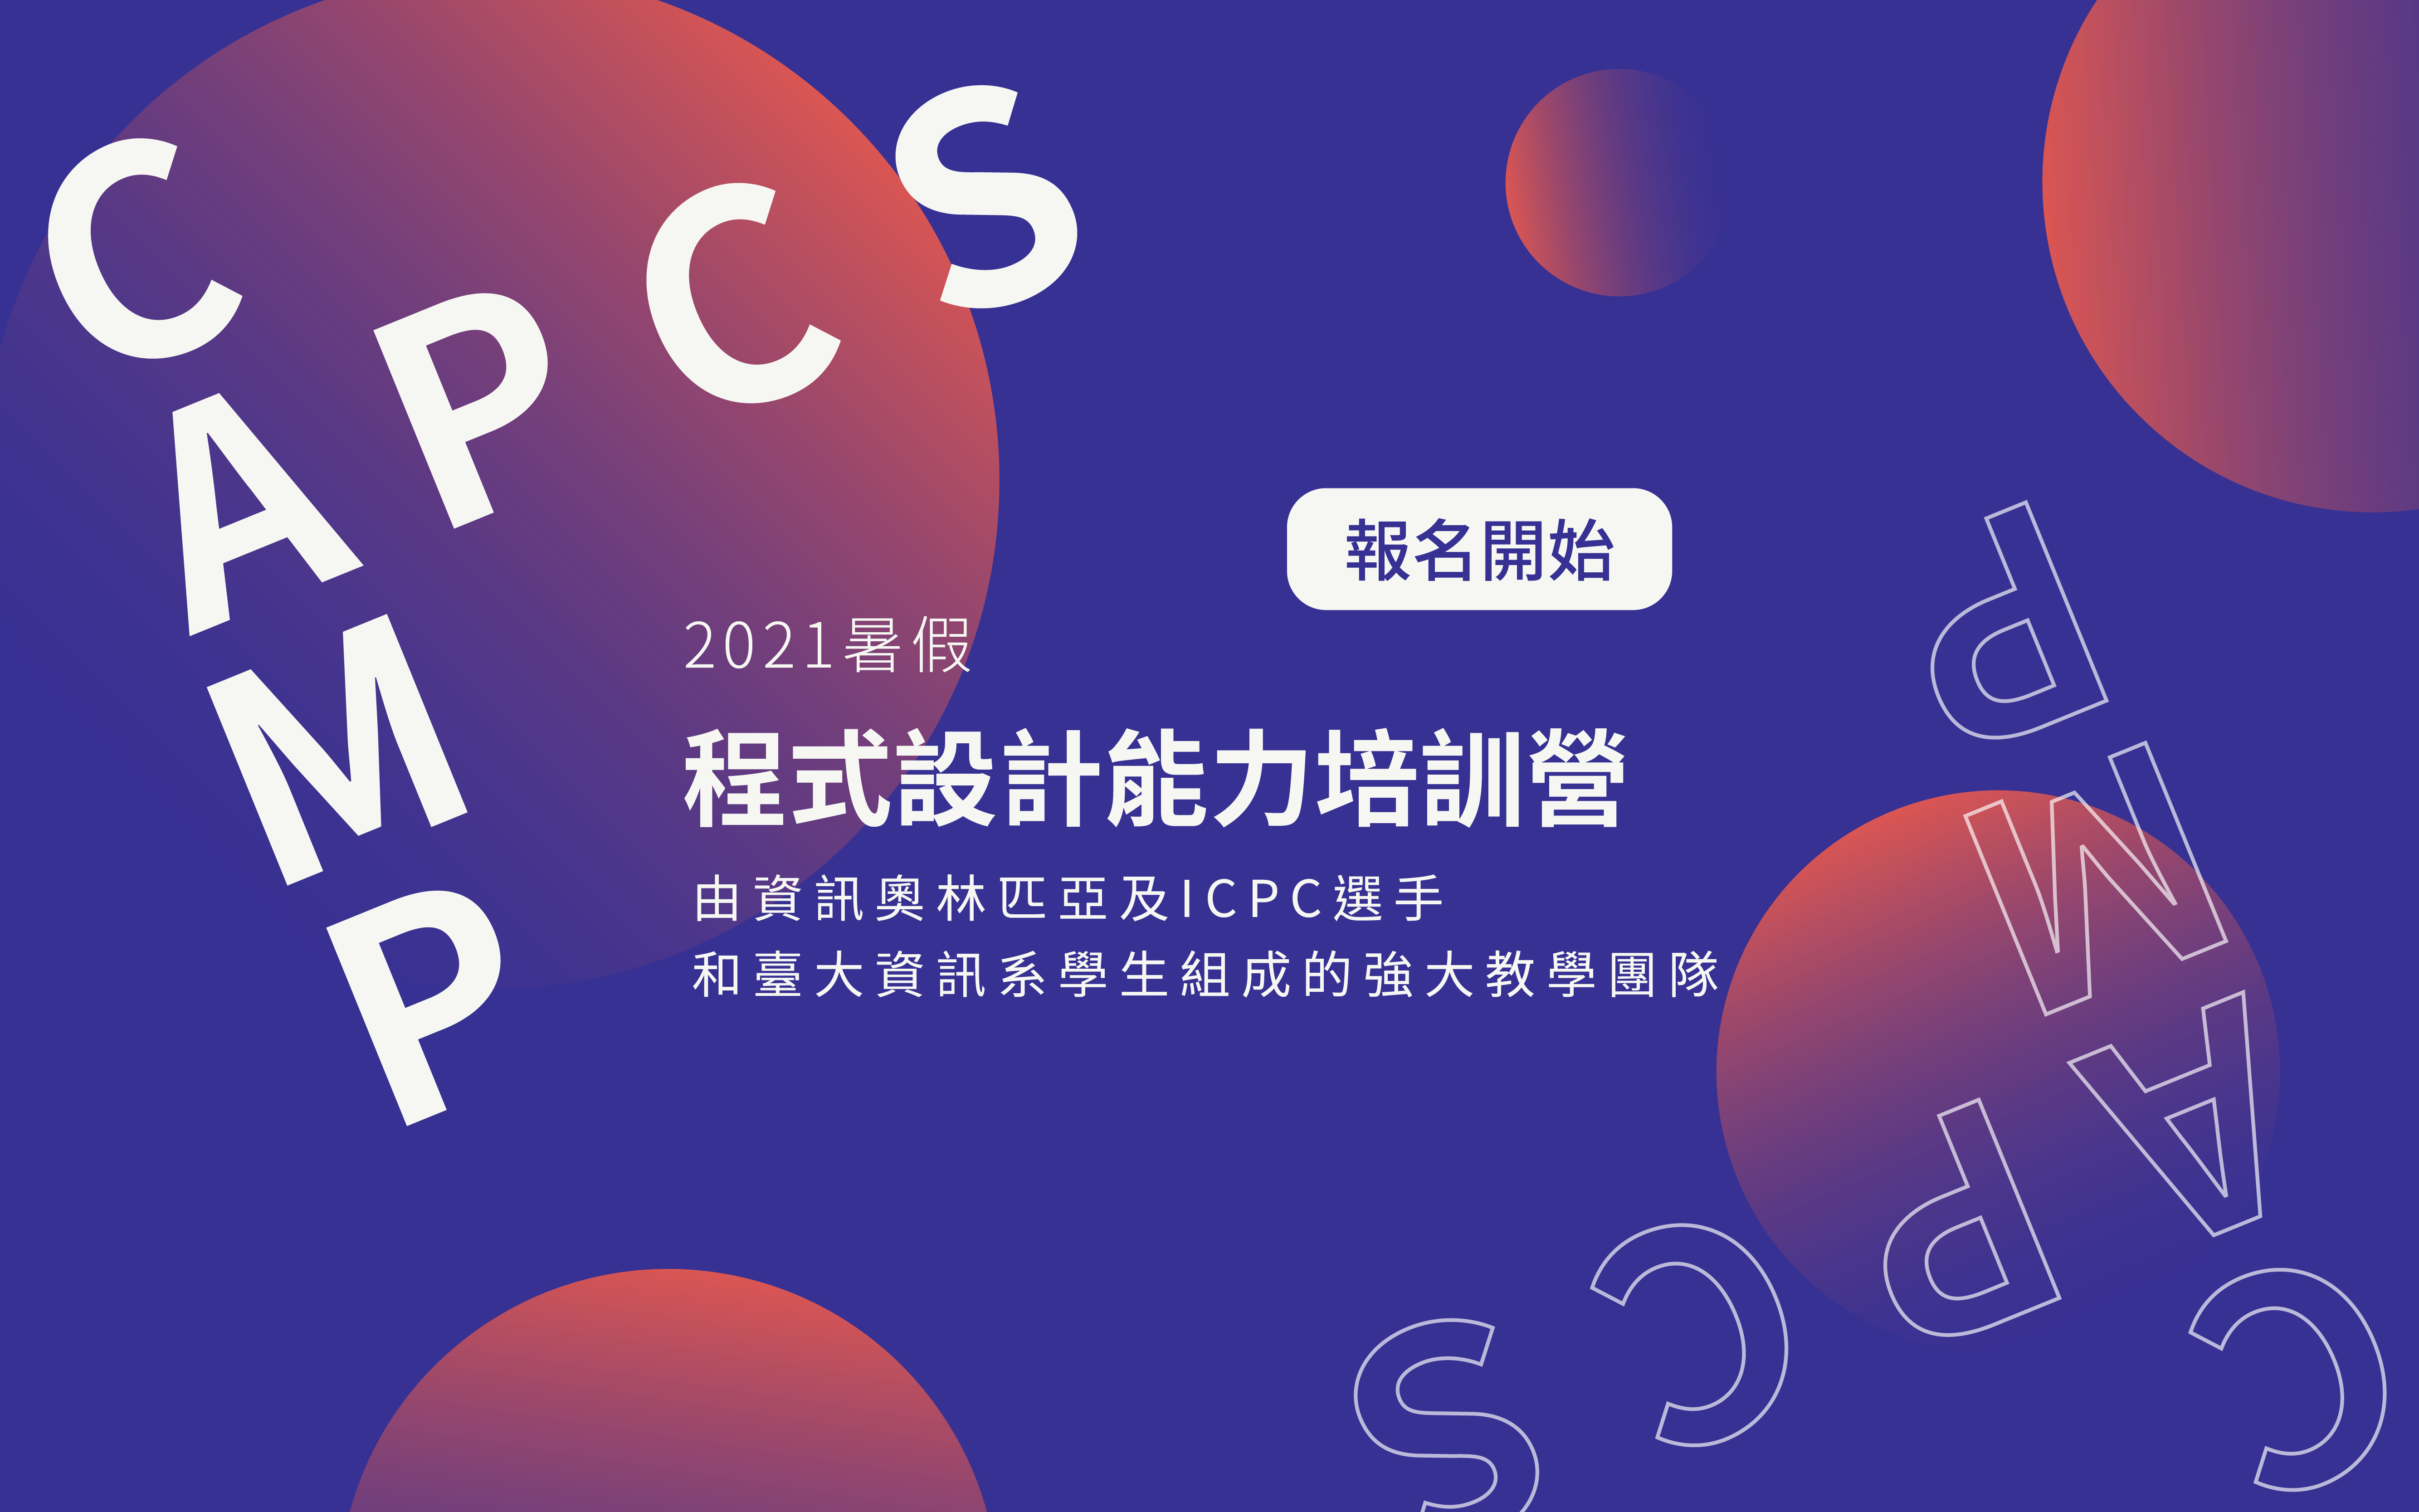 CAMP
APCS
報名開始
2021暑假
程式設計能力培訓營
由資訊奧林匹亞及ICPC選手
和臺大資訊系學生組成的強大教學團隊
CAMP
APCS